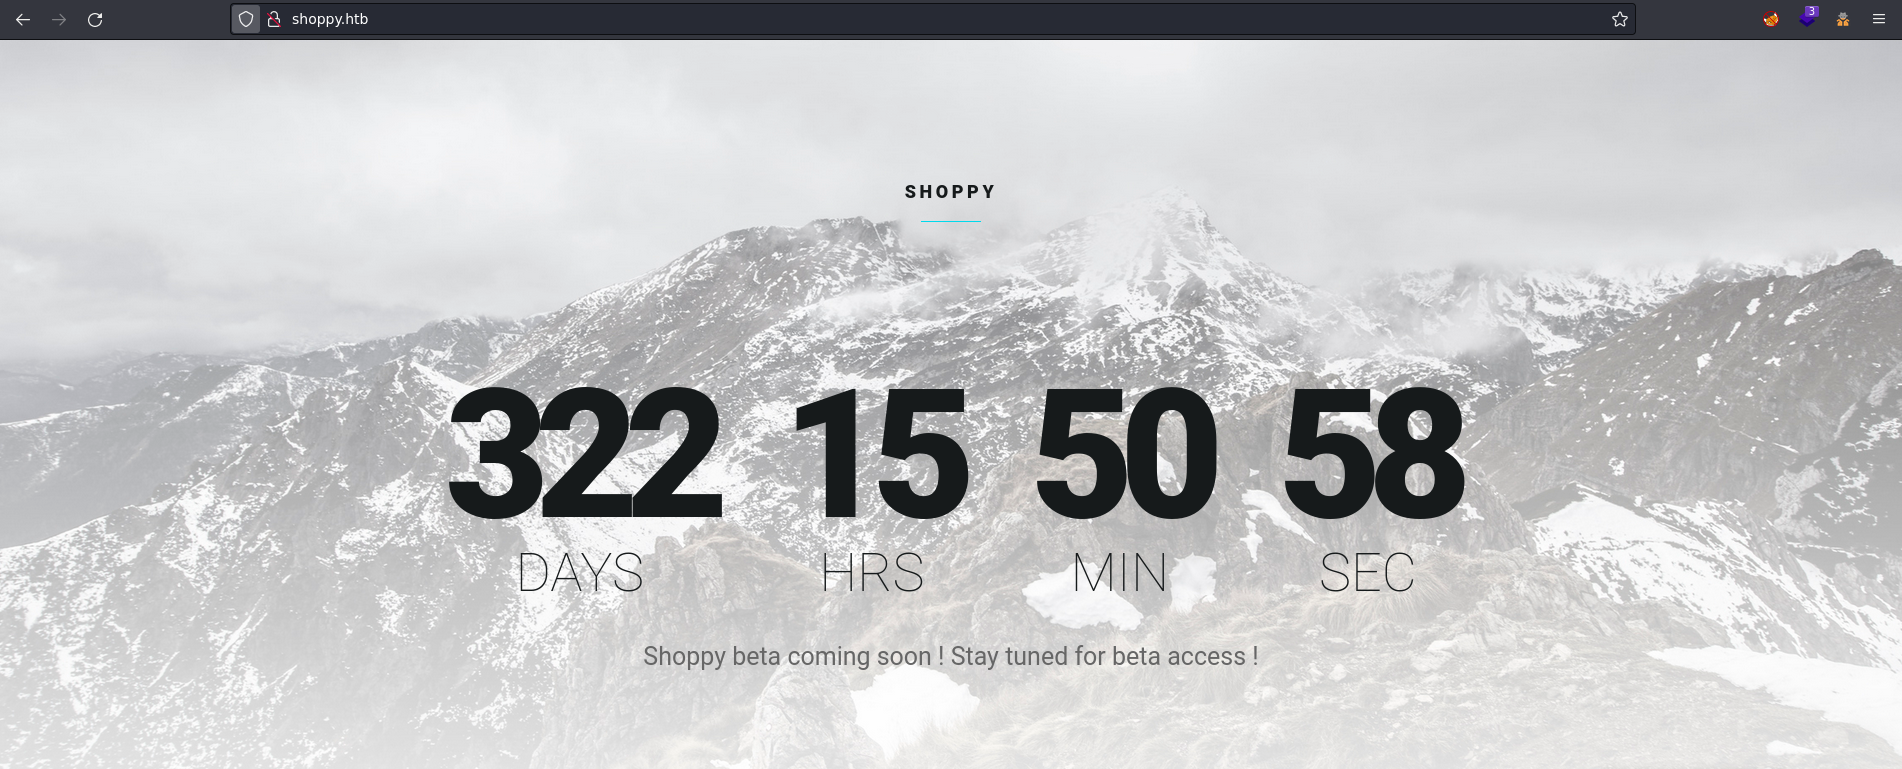 shoppy.htb
3
SHOPPY
322 15 50 58
DAYS HRS MIN SEC
Shoppy beta coming soon ! Stay tuned for beta access !